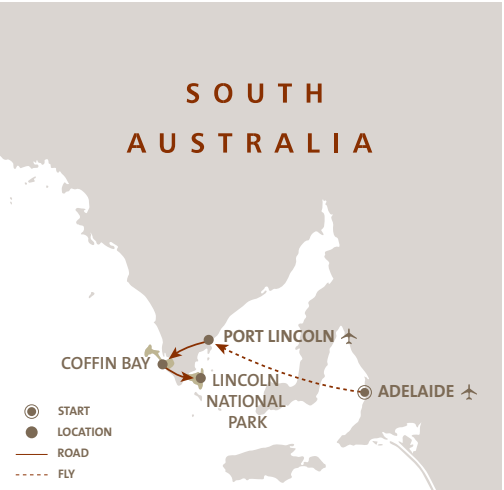 SOUTH
AUSTRALIA
PORT LINCOLN
COFFIN BAY
LINCOLN
NATIONAL
PARK
ADELAIDE
START
LOCATION
ROAD
FLY